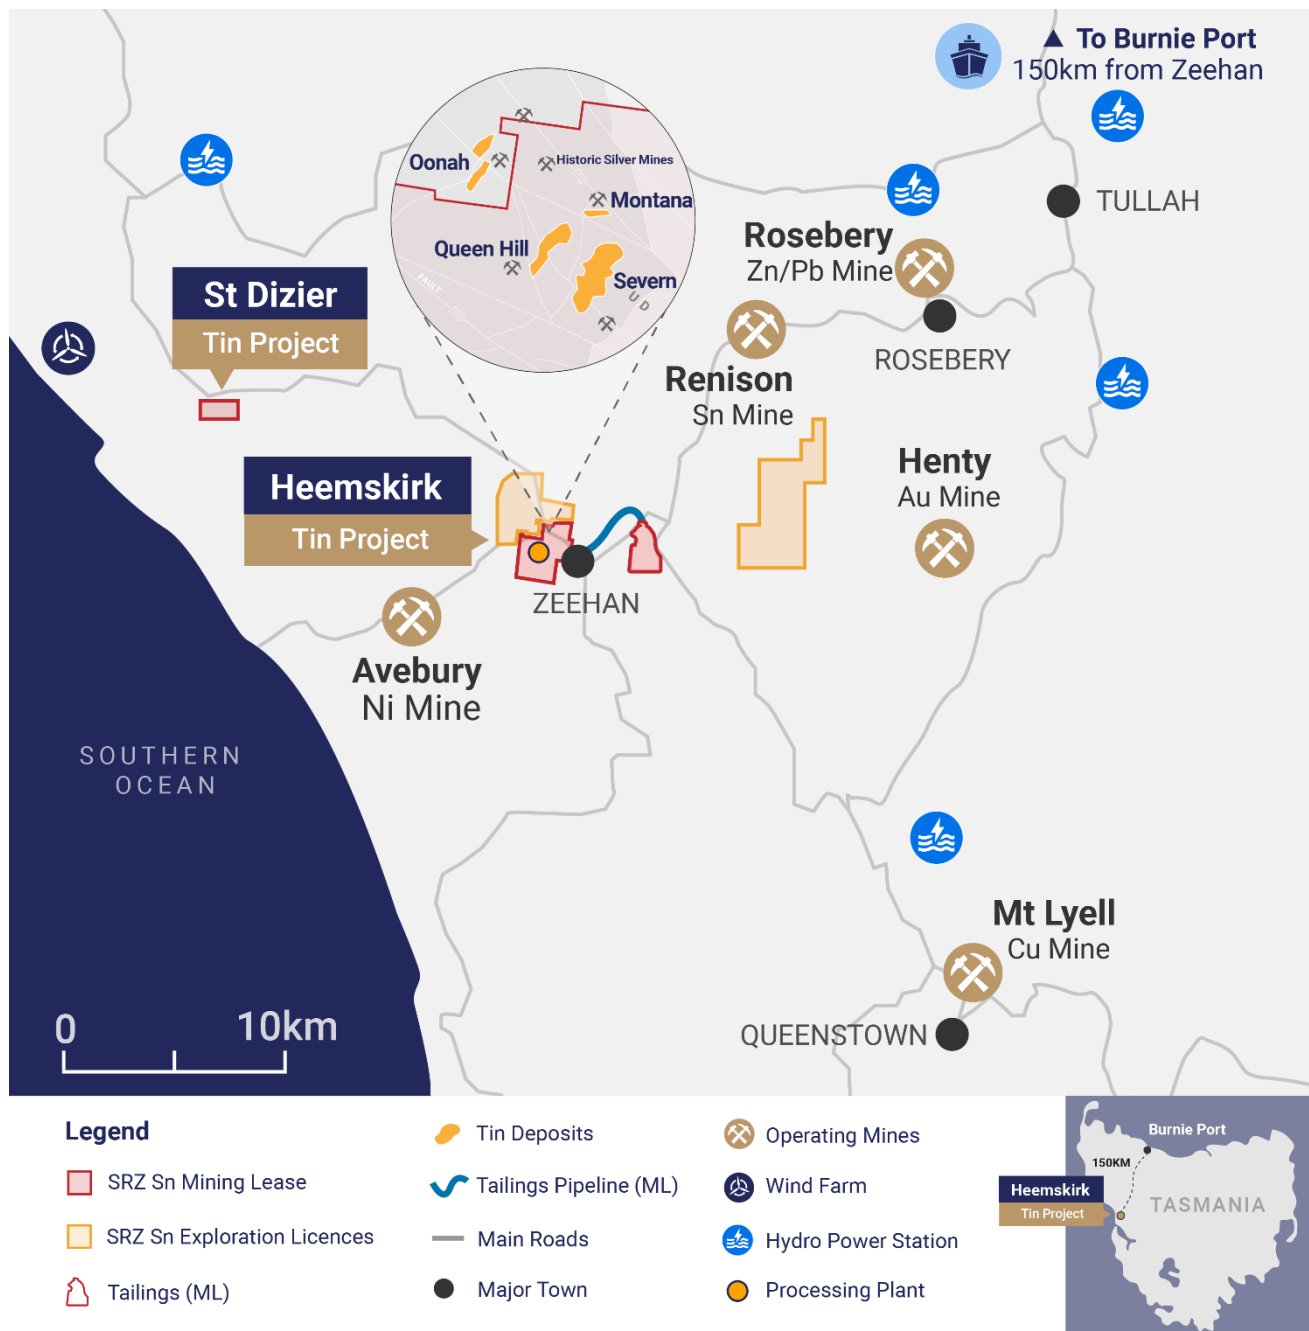 ▲ To Burnie Port
150km from Zeehan
Oonah
Historic Silver Mines
Montana
Queen Hill
Severn
FAULT
U D
TULLAH
Rosebery
Zn/Pb Mine
ROSEBERY
St Dizier
Tin Project
Renison
Sn Mine
Henty
Au Mine
Heemskirk
Tin Project
ZEEHAN
Avebury
Ni Mine
SOUTHERN
OCEAN
Mt Lyell
Cu Mine
QUEENSTOWN
0 10km
Legend
SRZ Sn Mining Lease
SRZ Sn Exploration Licences
Tailings (ML)
Tin Deposits
Tailings Pipeline (ML)
Main Roads
Major Town
Operating Mines
Wind Farm
Hydro Power Station
Processing Plant
Burnie Port
150KM
Heemskirk
Tin Project
TASMANIA